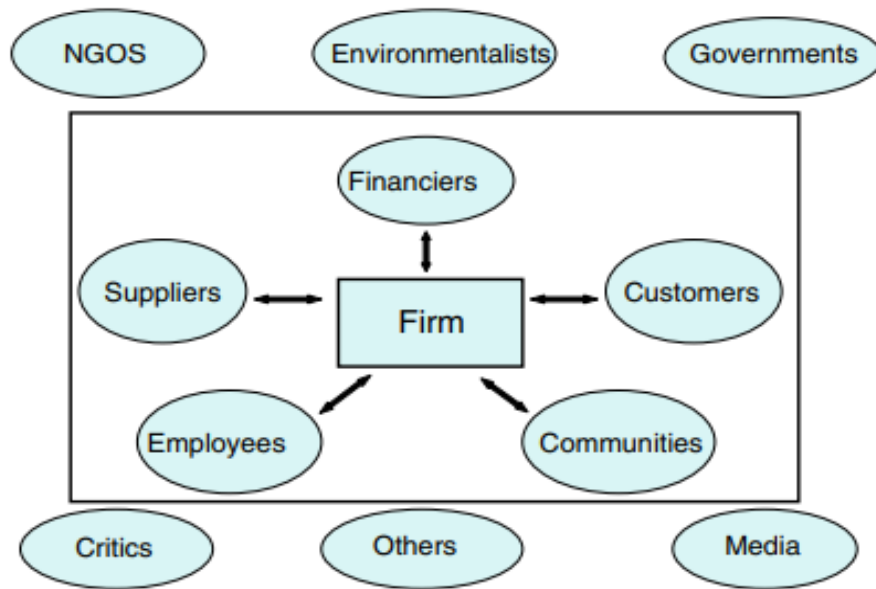 NGOS
Environmentalists
Governments
Financiers
Suppliers
Firm
Customers
Employees
Communities
Critics
Others
Media